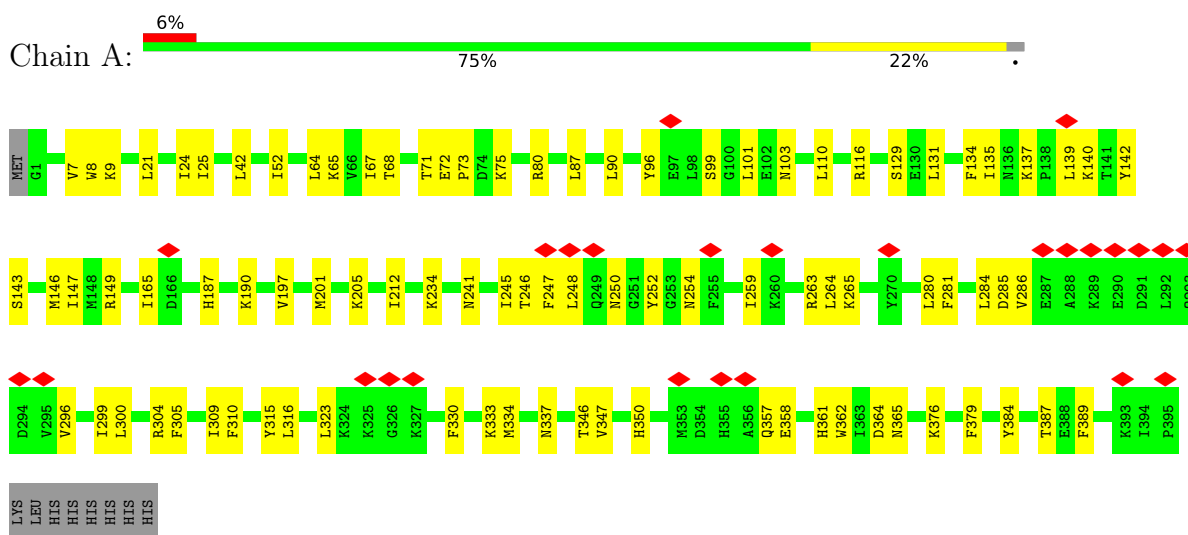 6%
Chain A:
75% 22% •
MET G1 V7 W8 K9 L21 I24 I25 L42 I52 L64 K65 V66 I67 T68 T71 E72 P73 D74 K75 R80 L87 L90 Y96 E97 L98 S99 G100 L101 E102 N103 L110 R116 S129 E130 L131 F134 I135 N136 K137 P138 L139 K140 T141 Y142
S143 M146 I147 M148 R149 I165 D166 H187 K190 V197 M201 K205 I212 K234 N241 I245 T246 F247 L248 Q249 N250 G251 Y252 G253 N254 F255 I259 K260 R263 L264 K265 Y270 L280 F281 L284 D285 V286 E287 A288 K289 E290 D291 L292
D294 V295 V296 I299 L300 R304 F305 I309 F310 Y315 L316 L323 K324 K325 G326 K327 F330 K333 M334 N337 T346 V347 H350 M353 D354 H355 A356 Q357 E358 H361 W362 I363 D364 N365 K376 F379 Y384 T387 E388 F389 K393 I394 P395
LYS LEU HIS HIS HIS HIS HIS HIS